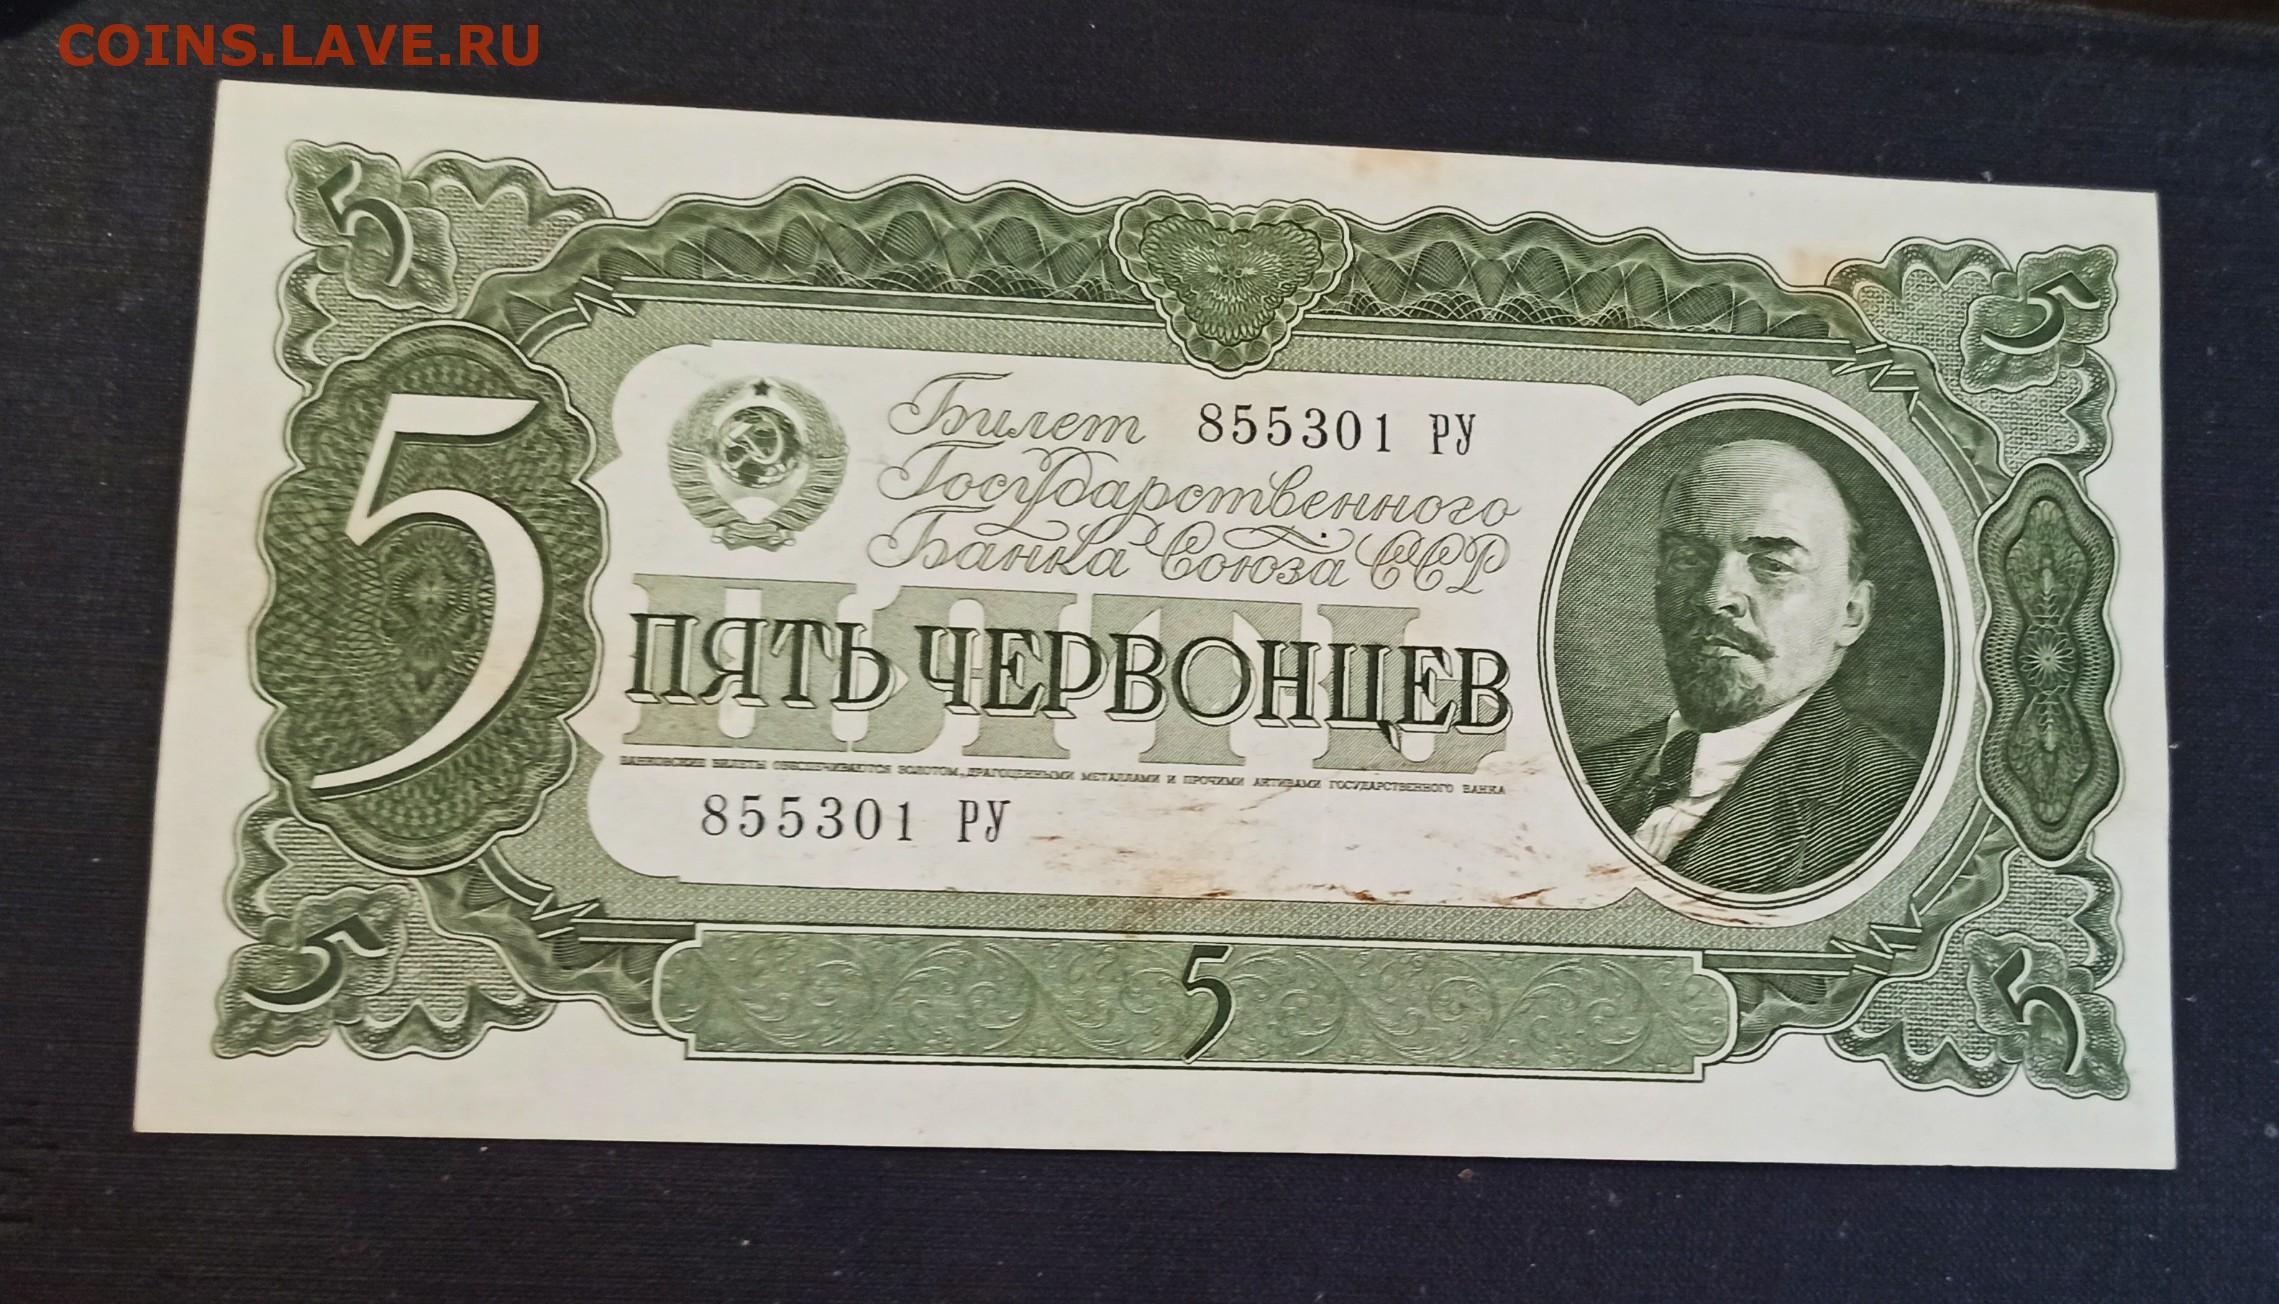 COINS.LAVE.RU
5
5
5
Билет 855301 РУ
Государственного
Банка Союза ССР
ПЯТЬ
ПЯТЬ ЧЕРВОНЦЕВ
БАНКОВСКИЕ БИЛЕТЫ ОБЕСПЕЧИВАЮТСЯ ЗОЛОТОМ, ДРАГОЦЕННЫМИ МЕТАЛЛАМИ И ПРОЧИМИ АКТИВАМИ ГОСУДАРСТВЕННОГО БАНКА
855301 РУ
5
5
5